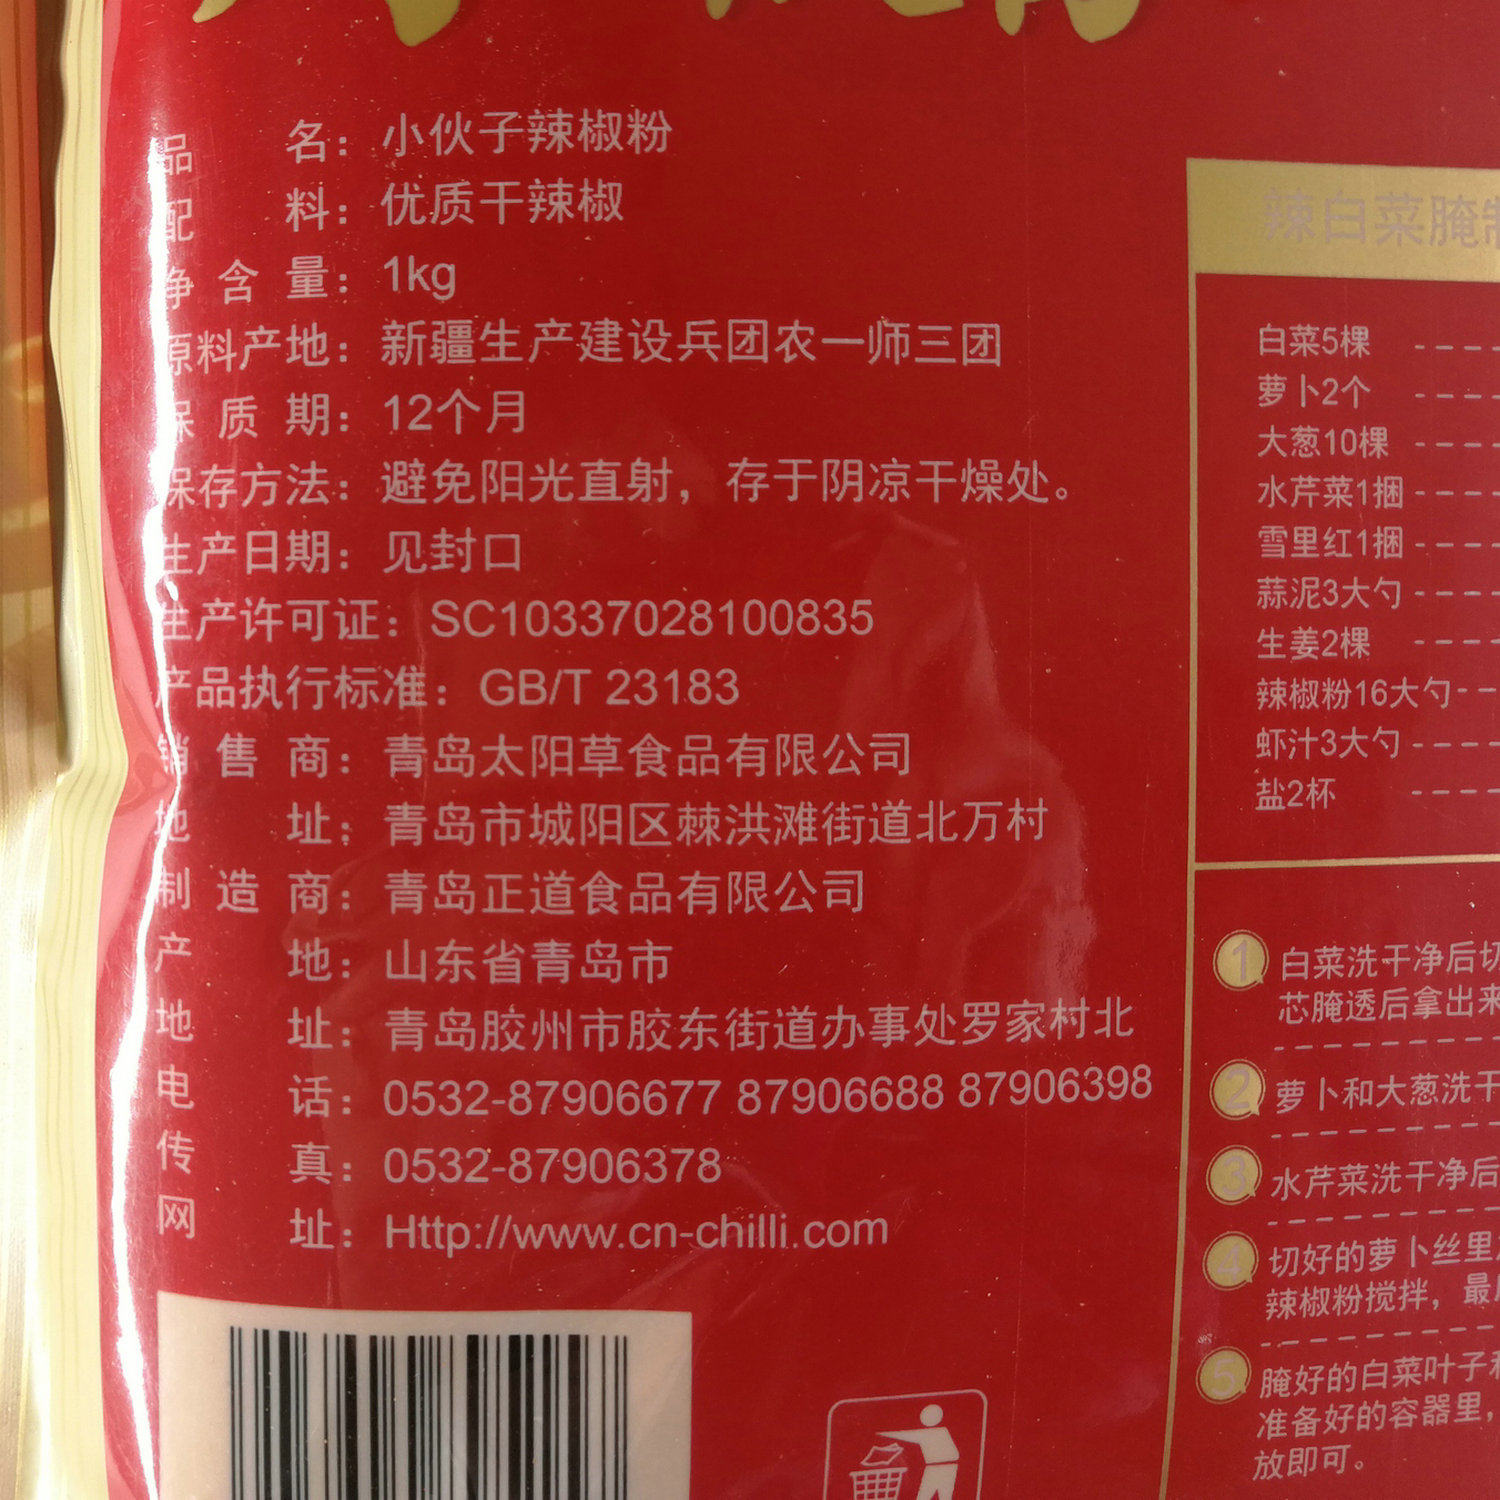 品 名：小伙子辣椒粉
配 料：优质干辣椒
净含量：1kg
原料产地：新疆生产建设兵团农一师三团
保质期：12个月
保存方法：避免阳光直射，存于阴凉干燥处。
生产日期：见封口
生产许可证：SC10337028100835
产品执行标准：GB/T 23183
销售商：青岛太阳草食品有限公司
地 址：青岛市城阳区棘洪滩街道北万村
制造商：青岛正道食品有限公司
产 地：山东省青岛市
地 址：青岛胶州市胶东街道办事处罗家村北
电 话：0532-87906677 87906688 87906398
传 真：0532-87906378
网 址：Http://www.cn-chilli.com
辣白菜腌制
白菜5棵
萝卜2个
大葱10棵
水芹菜1捆
雪里红1捆
蒜泥3大勺
生姜2棵
辣椒粉16大勺
虾汁3大勺
盐2杯
1 白菜洗干净后切
芯腌透后拿出来
2 萝卜和大葱洗干
3 水芹菜洗干净后
4 切好的萝卜丝里
辣椒粉搅拌，最
5 腌好的白菜叶子
准备好的容器里，
放即可。